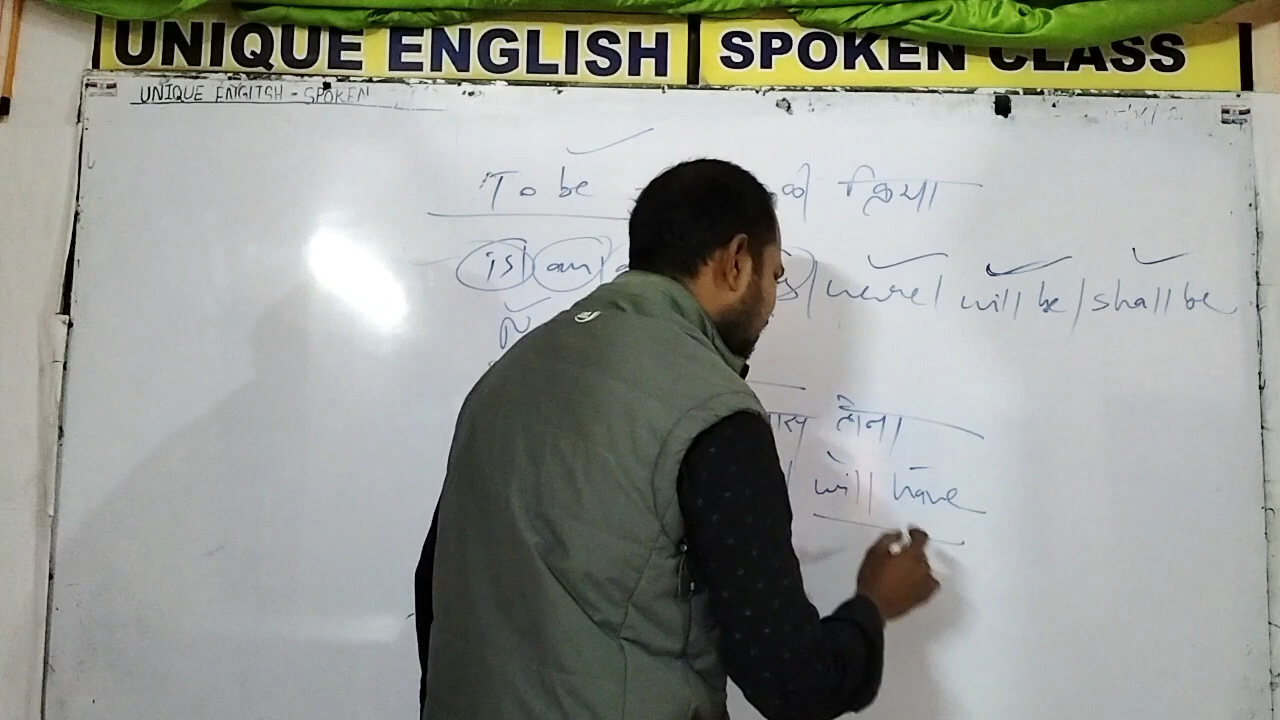 UNIQUE ENGLISH SPOKEN CLASS
UNIQUE ENGITSH - SPOKEN
To be की क्रिया
is/ am/ were/ will be/ shall be
होना
will have